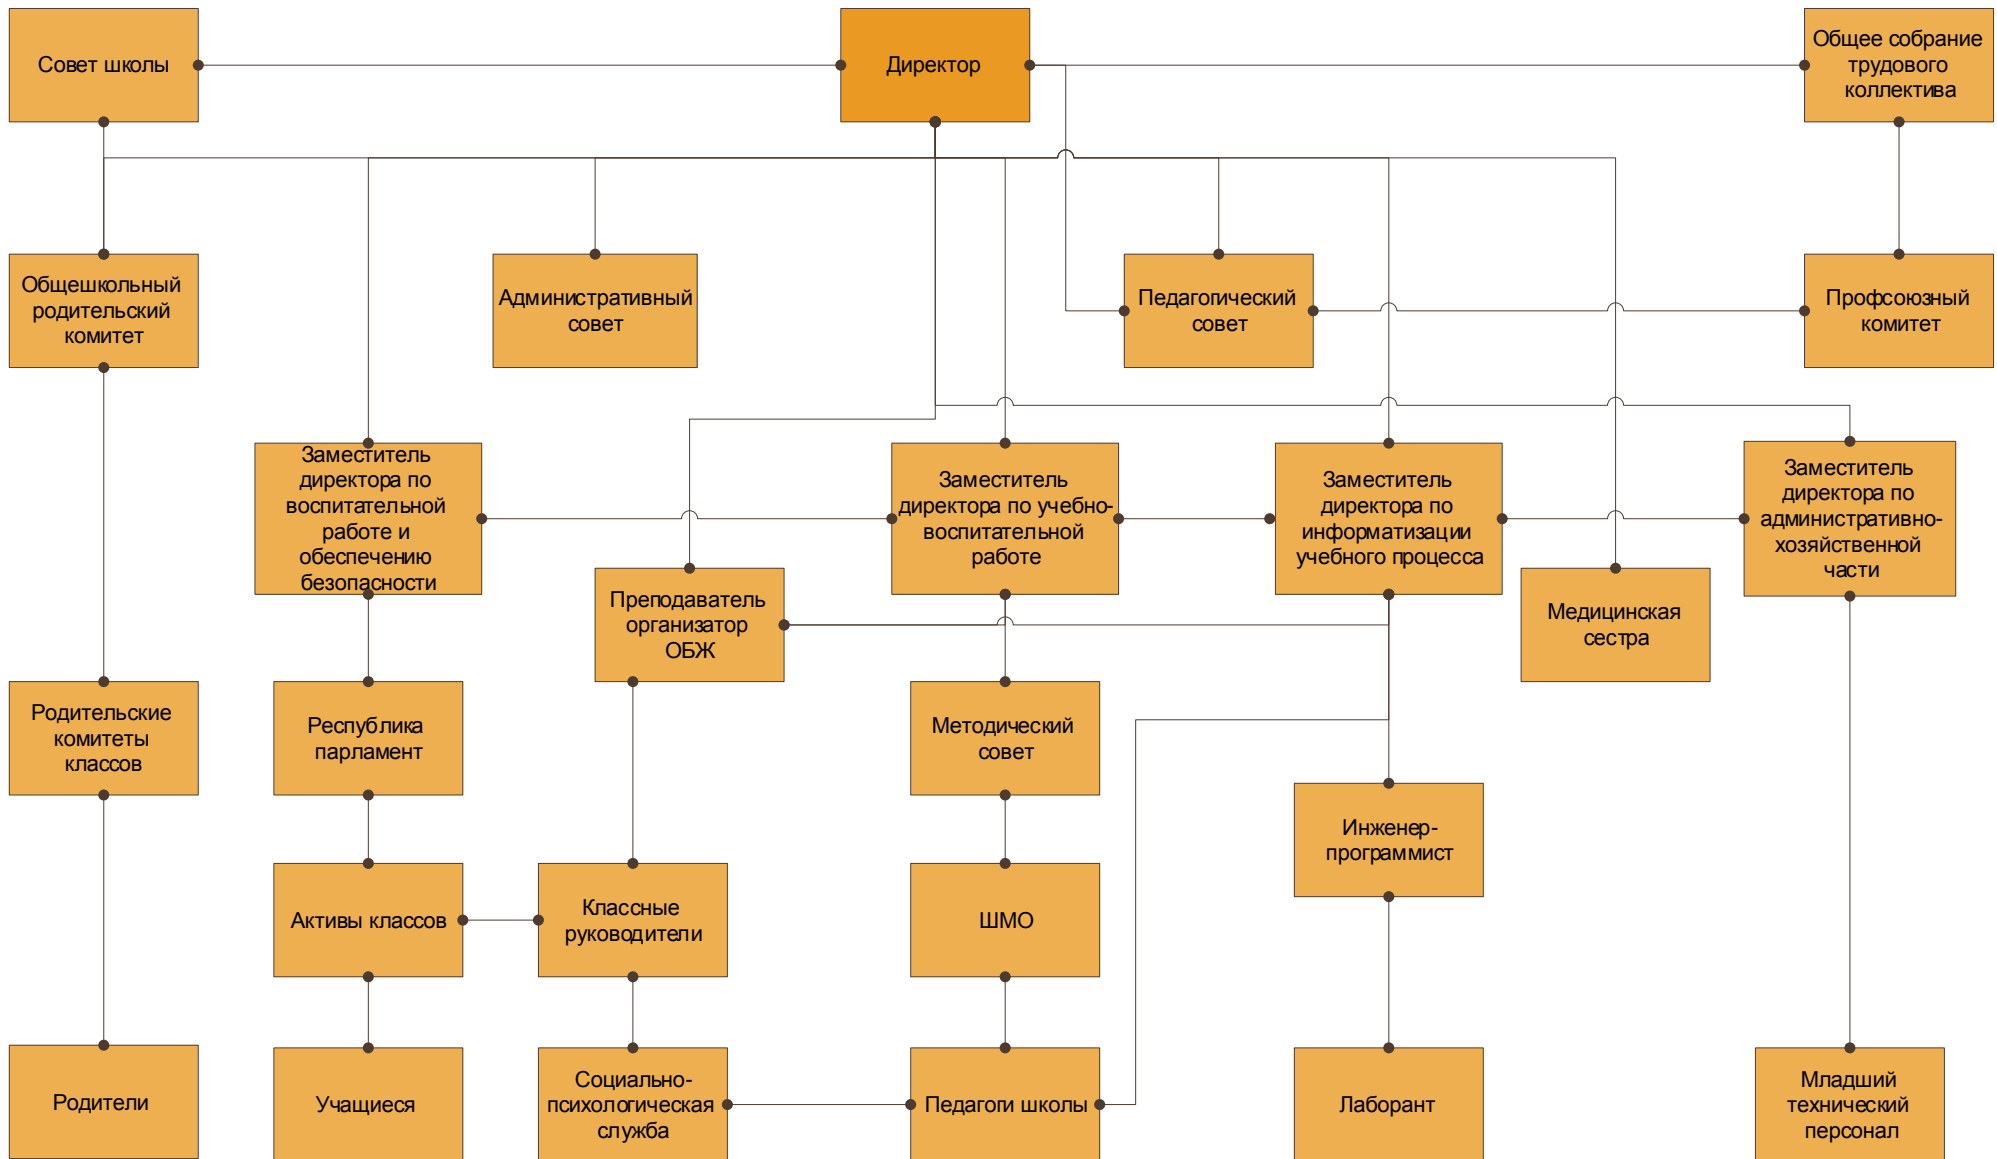 Совет школы
Директор
Общее собрание
трудового
коллектива
Общешкольный
родительский
комитет
Административный
совет
Педагогический
совет
Профсоюзный
комитет
Заместитель
директора по
воспитательной
работе и
обеспечению
безопасности
Заместитель
директора по учебно-
воспитательной
работе
Заместитель
директора по
информатизации
учебного процесса
Заместитель
директора по
административно-
хозяйственной
части
Преподаватель
организатор
ОБЖ
Медицинская
сестра
Родительские
комитеты
классов
Республика
парламент
Методический
совет
Инженер-
программист
Активы классов
Классные
руководители
ШМО
Родители
Учащиеся
Социально-
психологическая
служба
Педагоги школы
Лаборант
Младший
технический
персонал